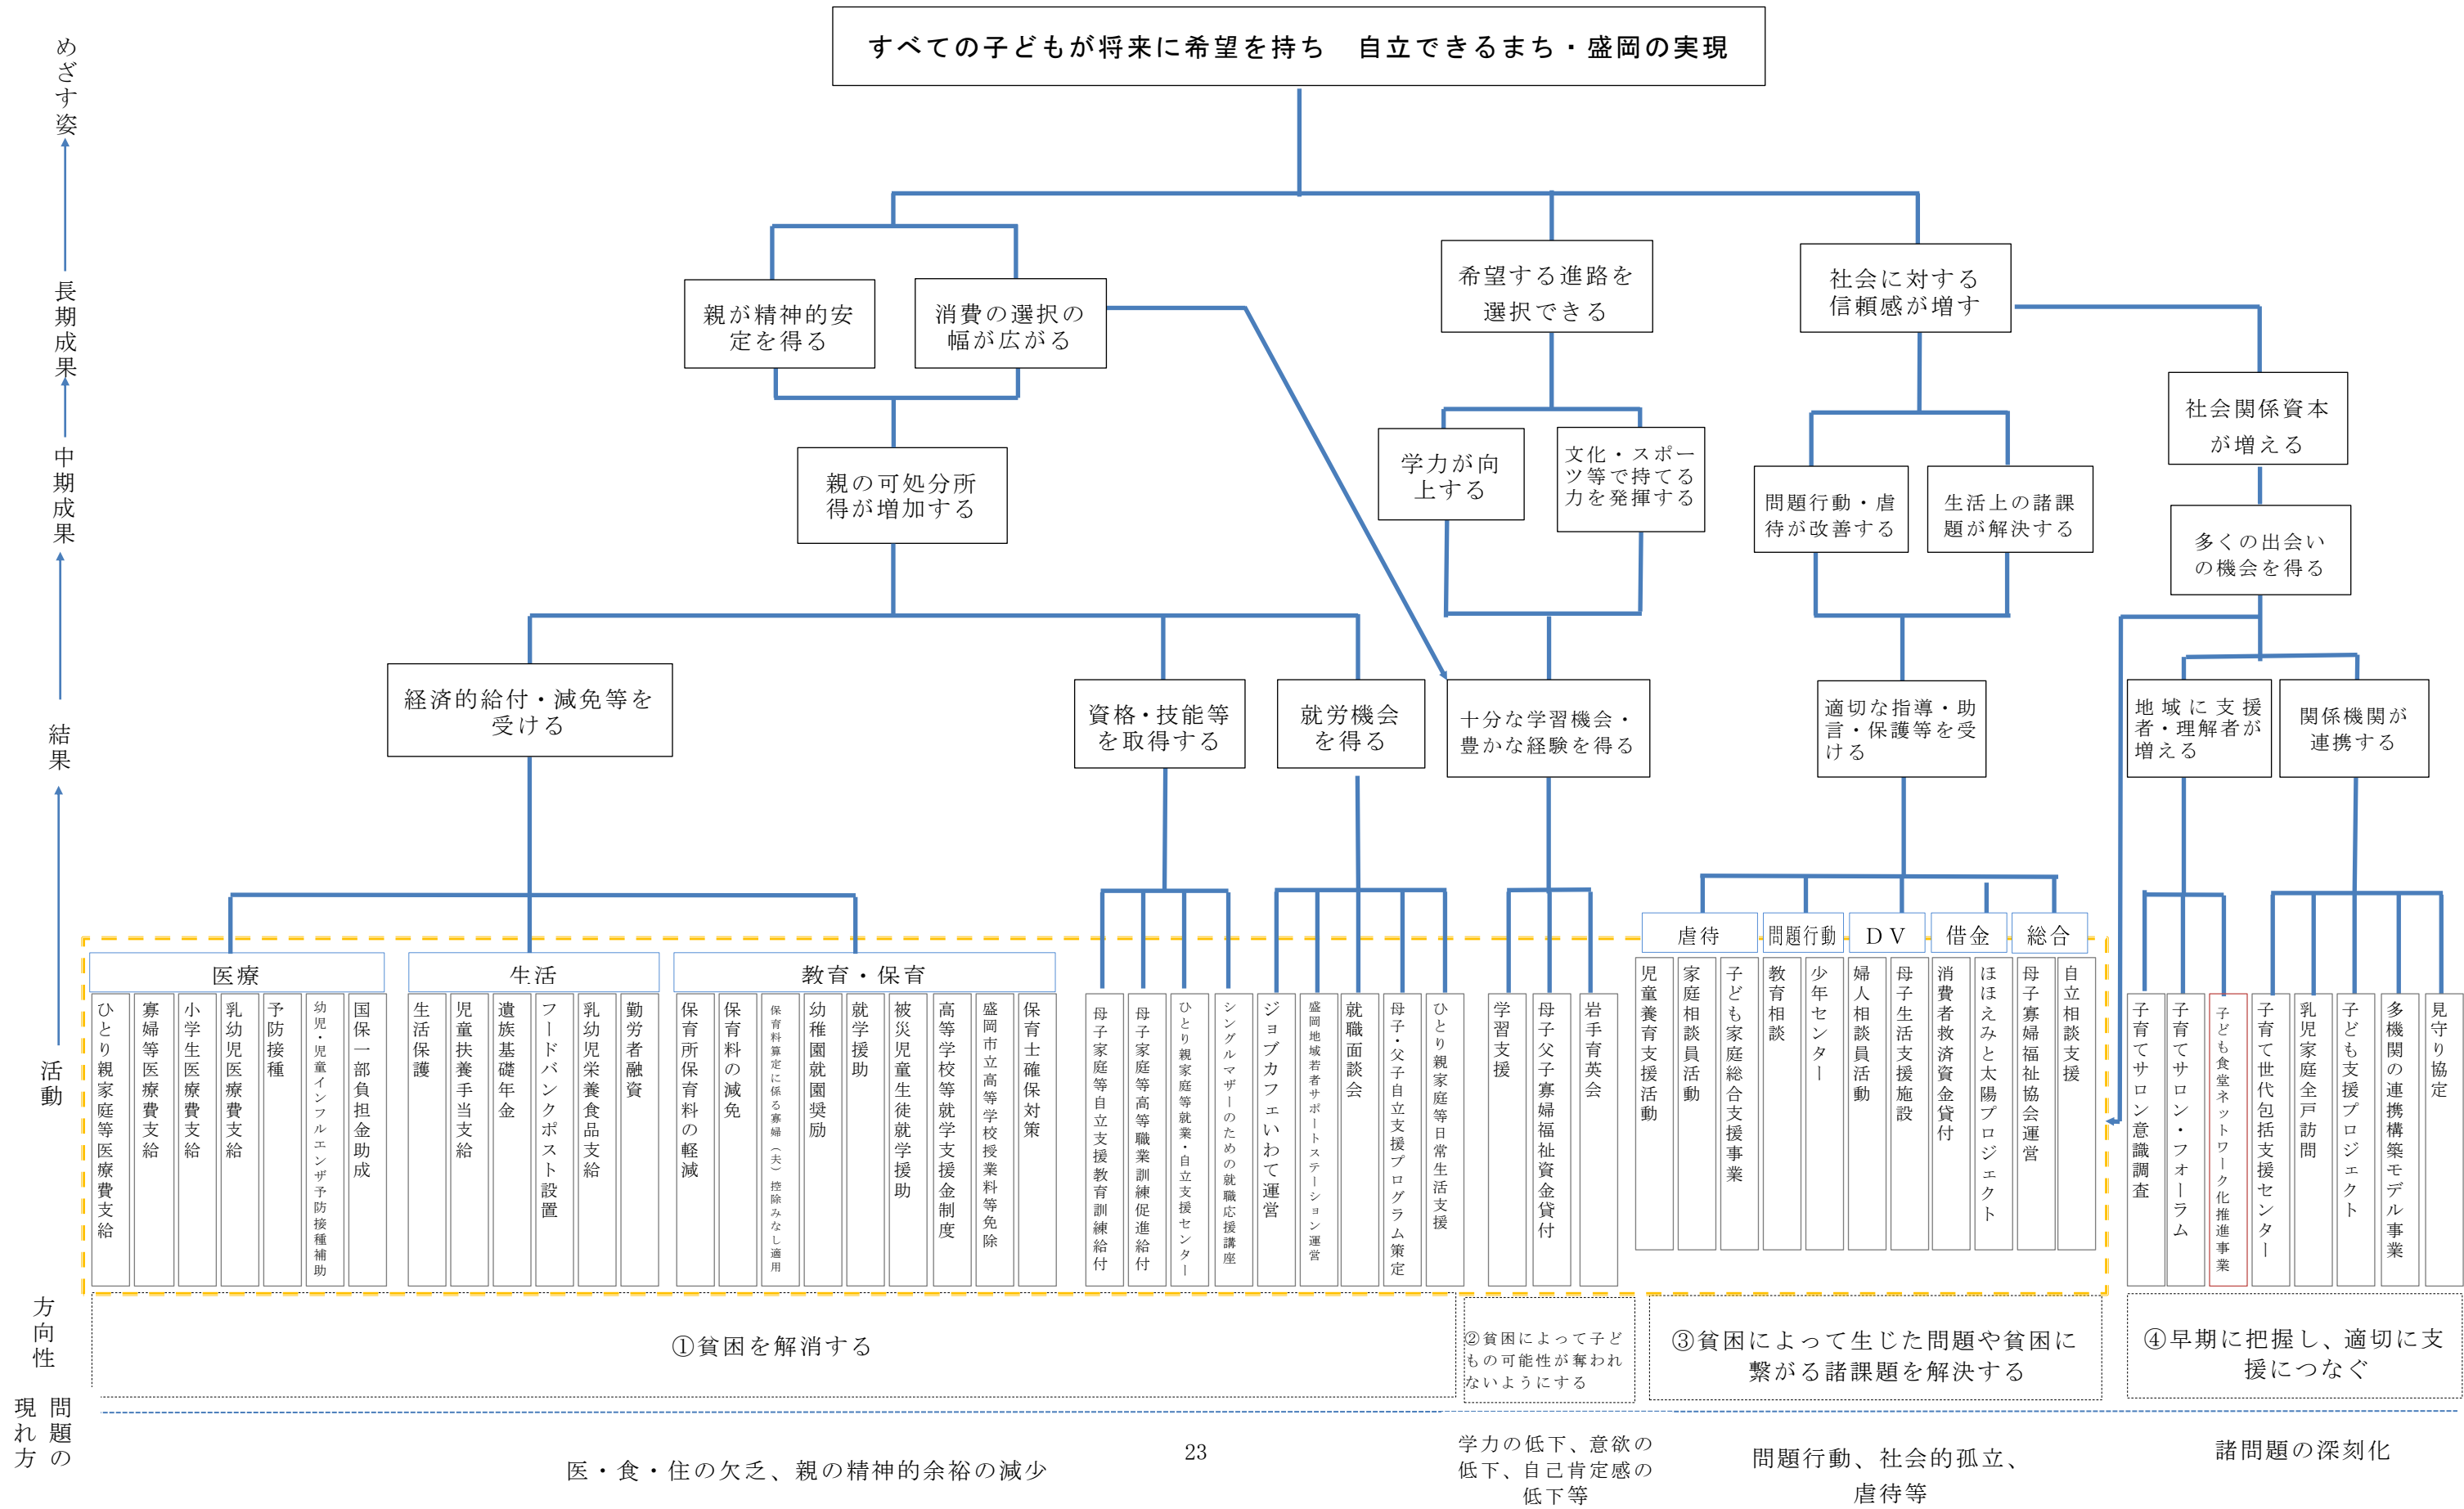 すべての子どもが将来に希望を持ち　自立できるまち・盛岡の実現
めざす姿
長期成果
中期成果
結果
活動
方向性
問題の
現れ方
親が精神的安
定を得る
消費の選択の
幅が広がる
希望する進路を
選択できる
社会に対する
信頼感が増す
社会関係資本
が増える
親の可処分所
得が増加する
学力が向
上する
文化・スポー
ツ等で持てる
力を発揮する
問題行動・虐
待が改善する
生活上の諸課
題が解決する
多くの出会い
の機会を得る
経済的給付・減免等を
受ける
資格・技能等
を取得する
就労機会
を得る
十分な学習機会・
豊かな経験を得る
適切な指導・助
言・保護等を受
ける
地域に支援
者・理解者が
増える
関係機関が
連携する
医療
ひとり親家庭等医療費支給
寡婦等医療費支給
小学生医療費支給
乳幼児医療費支給
予防接種
幼児・児童インフルエンザ予防接種補助
国保一部負担金助成
生活
生活保護
児童扶養手当支給
遺族基礎年金
フードバンクポスト設置
乳幼児栄養食品支給
勤労者融資
教育・保育
保育所保育料の軽減
保育料の減免
保育料算定に係る寡婦（夫）控除みなし適用
幼稚園就園奨励
就学援助
被災児童生徒就学援助
高等学校等就学支援金制度
盛岡市立高等学校授業料等免除
保育士確保対策
母子家庭等自立支援教育訓練給付
母子家庭等高等職業訓練促進給付
ひとり親家庭等就業・自立支援センター
シングルマザーのための就職応援講座
ジョブカフェいわて運営
盛岡地域若者サポートステーション運営
就職面談会
母子・父子自立支援プログラム策定
ひとり親家庭等日常生活支援
学習支援
母子父子寡婦福祉資金貸付
岩手育英会
虐待
問題行動
ＤＶ
借金
総合
児童養育支援活動
家庭相談員活動
子ども家庭総合支援事業
教育相談
少年センター
婦人相談員活動
母子生活支援施設
消費者救済資金貸付
ほほえみと太陽プロジェクト
母子寡婦福祉協会運営
自立相談支援
子育てサロン意識調査
子育てサロン・フォーラム
子ども食堂ネットワーク化推進事業
子育て世代包括支援センター
乳児家庭全戸訪問
子ども支援プロジェクト
多機関の連携構築モデル事業
見守り協定
①貧困を解消する
②貧困によって子ど
もの可能性が奪われ
ないようにする
③貧困によって生じた問題や貧困に
繋がる諸課題を解決する
④早期に把握し、適切に支
援につなぐ
医・食・住の欠乏、親の精神的余裕の減少
23
学力の低下、意欲の
低下、自己肯定感の
低下等
問題行動、社会的孤立、
虐待等
諸問題の深刻化